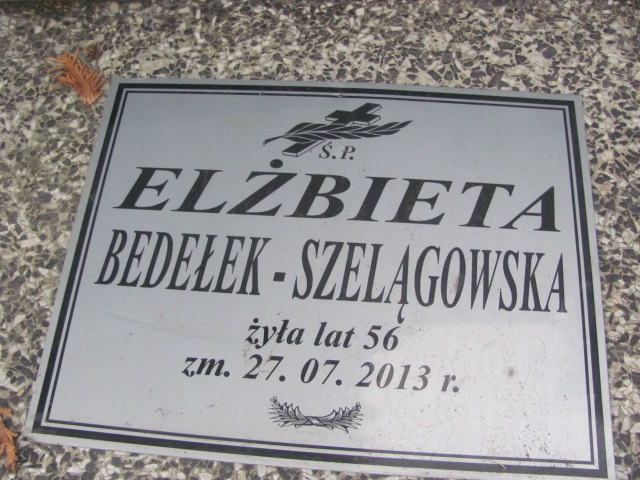 Ś.P.
ELŻBIETA
BEDEŁEK - SZELĄGOWSKA
żyła lat 56
zm. 27. 07. 2013 r.